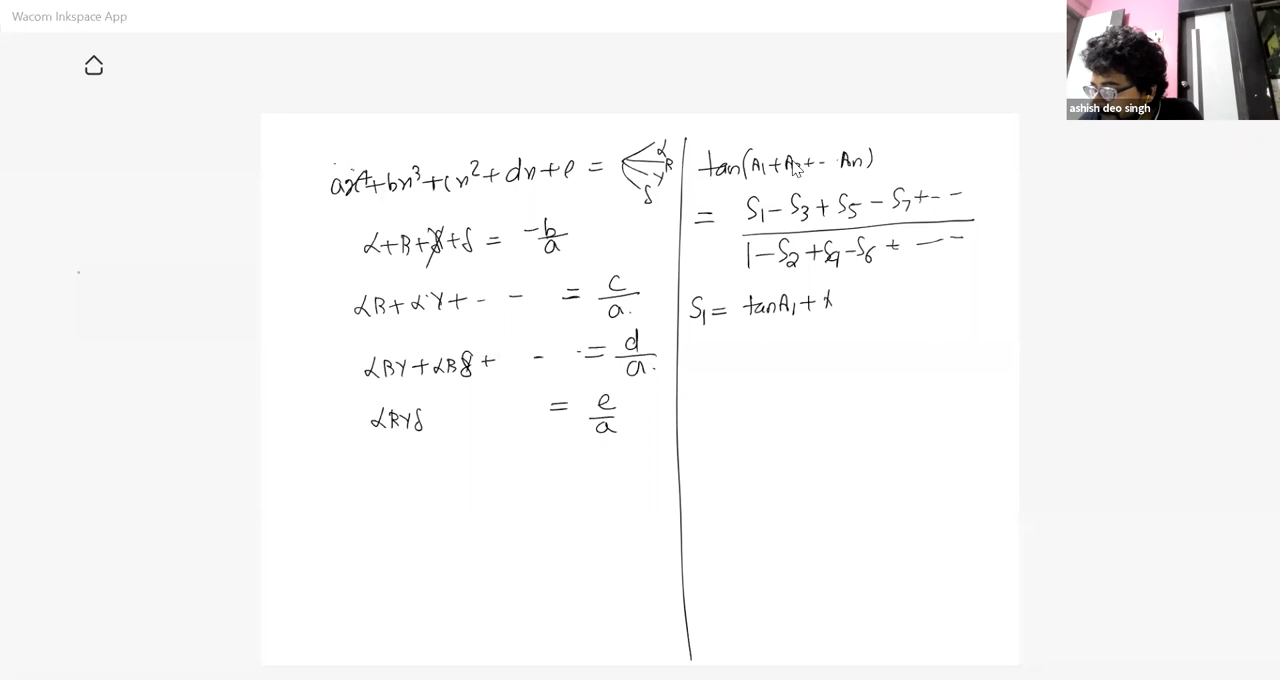 Wacom Inkspace App
ashish deo singh
ax⁴+bx³+cx²+dx+e =
α
β
γ
δ
α+β+γ+δ = -b/a
αβ+αγ+- - = c/a.
αβγ+αβδ+ - .= d/a.
αβγδ = e/a
tan(A₁+A₂+- ·An)
= S₁-S₃+S₅-S₇+-- / 1-S₂+S₄-S₆+ --
S₁= tanA₁+